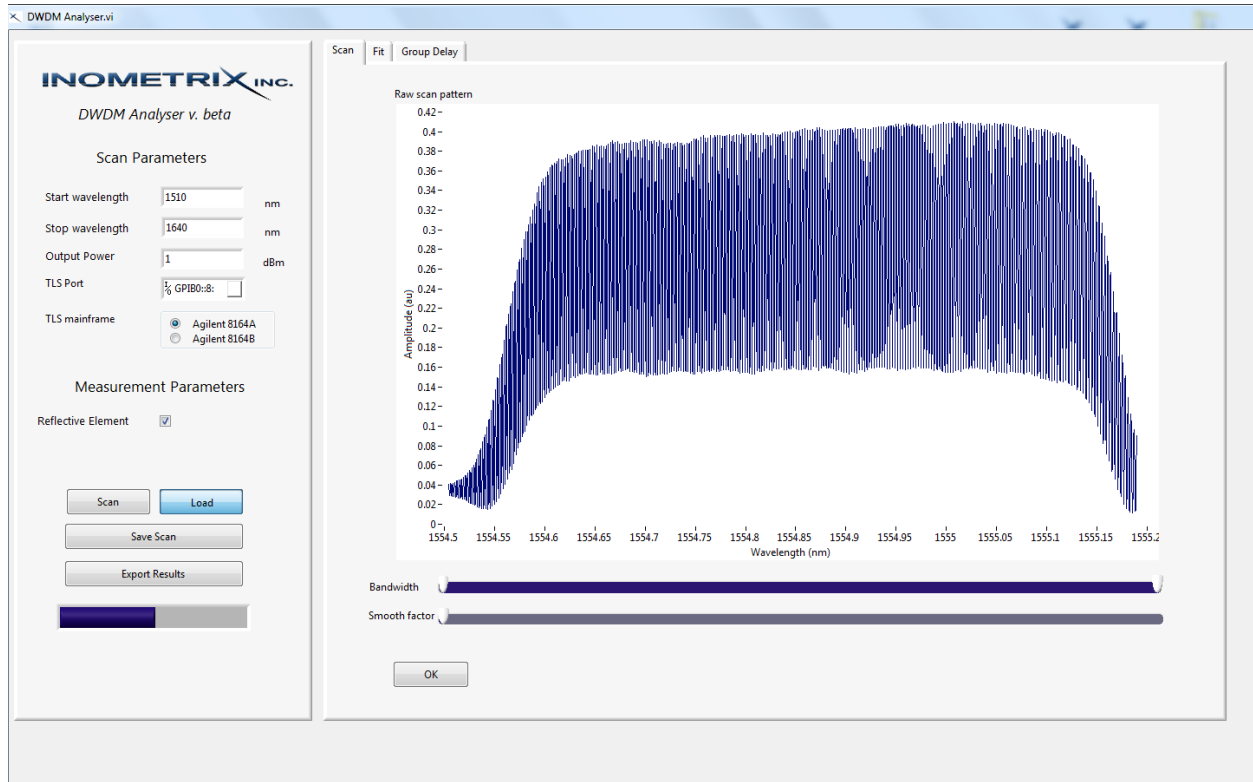 DWDM Analyser.vi
INOMETRIX INC.
DWDM Analyser v. beta
Scan Parameters
Start wavelength 1510 nm
Stop wavelength 1640 nm
Output Power 1 dBm
TLS Port GPIB0::8:
TLS mainframe Agilent 8164A
Agilent 8164B
Measurement Parameters
Reflective Element
Scan Load
Save Scan
Export Results
Scan Fit Group Delay
Raw scan pattern
Amplitude (au)
0.42
0.4
0.38
0.36
0.34
0.32
0.3
0.28
0.26
0.24
0.22
0.2
0.18
0.16
0.14
0.12
0.1
0.08
0.06
0.04
0.02
0
1554.5 1554.55 1554.6 1554.65 1554.7 1554.75 1554.8 1554.85 1554.9 1554.95 1555 1555.05 1555.1 1555.15 1555.2
Wavelength (nm)
Bandwidth
Smooth factor
OK